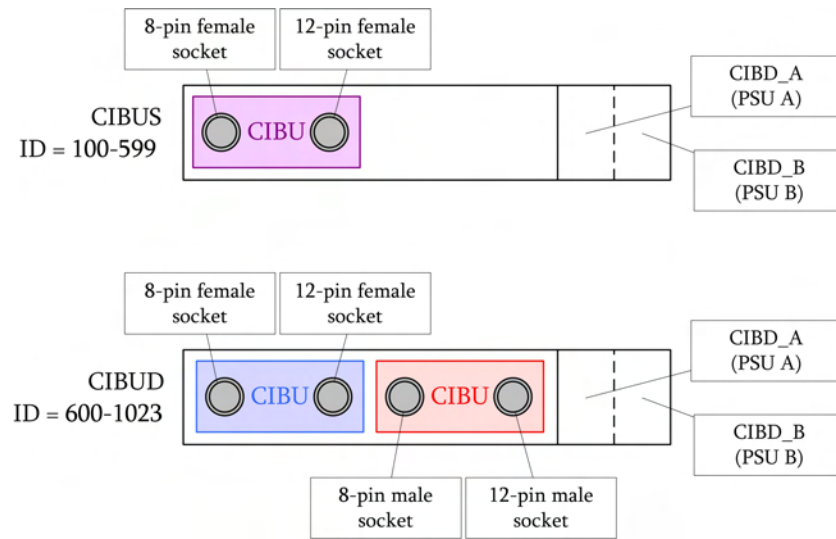 8-pin female
socket
12-pin female
socket
CIBUS
ID = 100-599
CIBU
CIBD_A
(PSU A)
CIBD_B
(PSU B)
8-pin female
socket
12-pin female
socket
CIBUD
ID = 600-1023
CIBU
CIBU
CIBD_A
(PSU A)
CIBD_B
(PSU B)
8-pin male
socket
12-pin male
socket